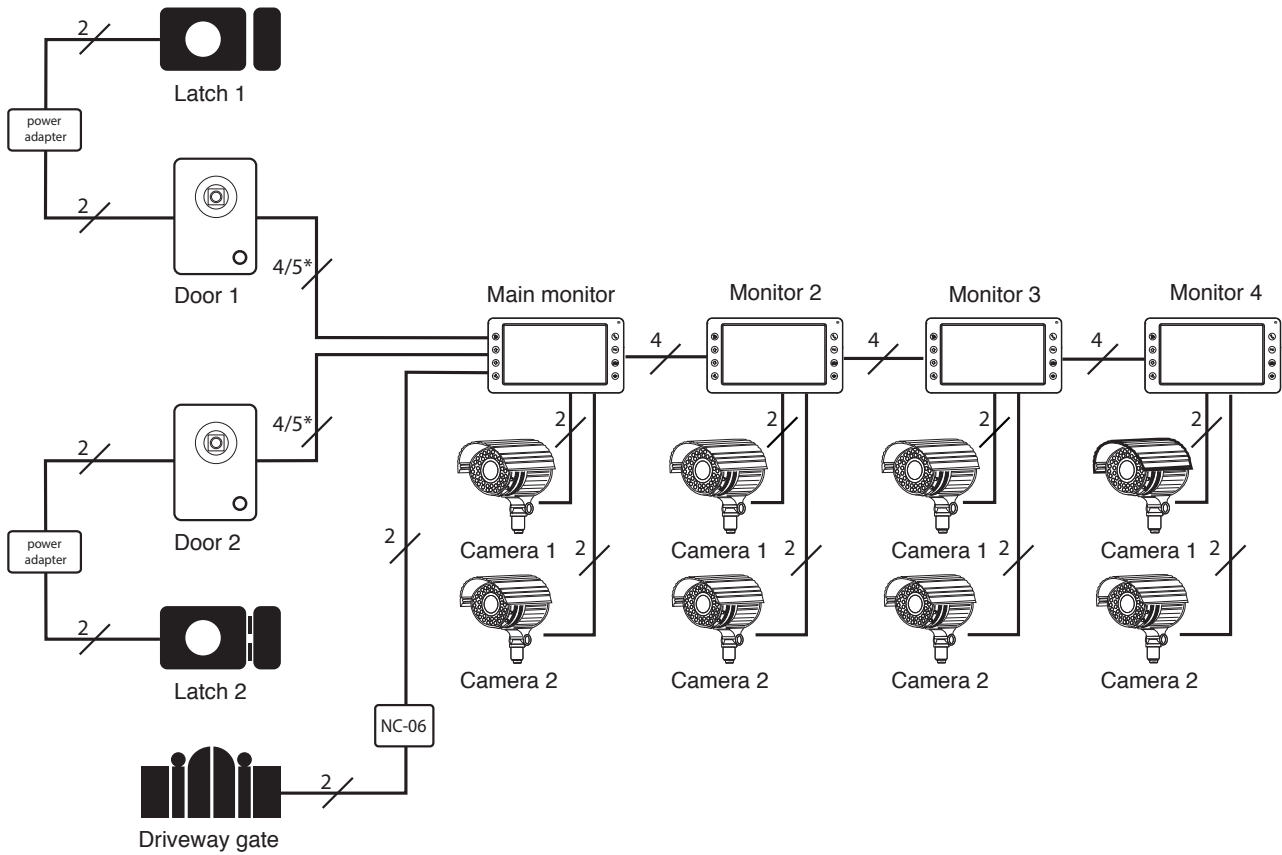 2
Latch 1
power
adapter
2
Door 1
4/5*
Main monitor
Monitor 2
Monitor 3
Monitor 4
4
4
4
2
2
2
2
4/5*
2
Door 2
power
adapter
2
Camera 1
Camera 1
Camera 1
Camera 1
2
2
2
2
2
Latch 2
Camera 2
Camera 2
Camera 2
Camera 2
NC-06
2
Driveway gate